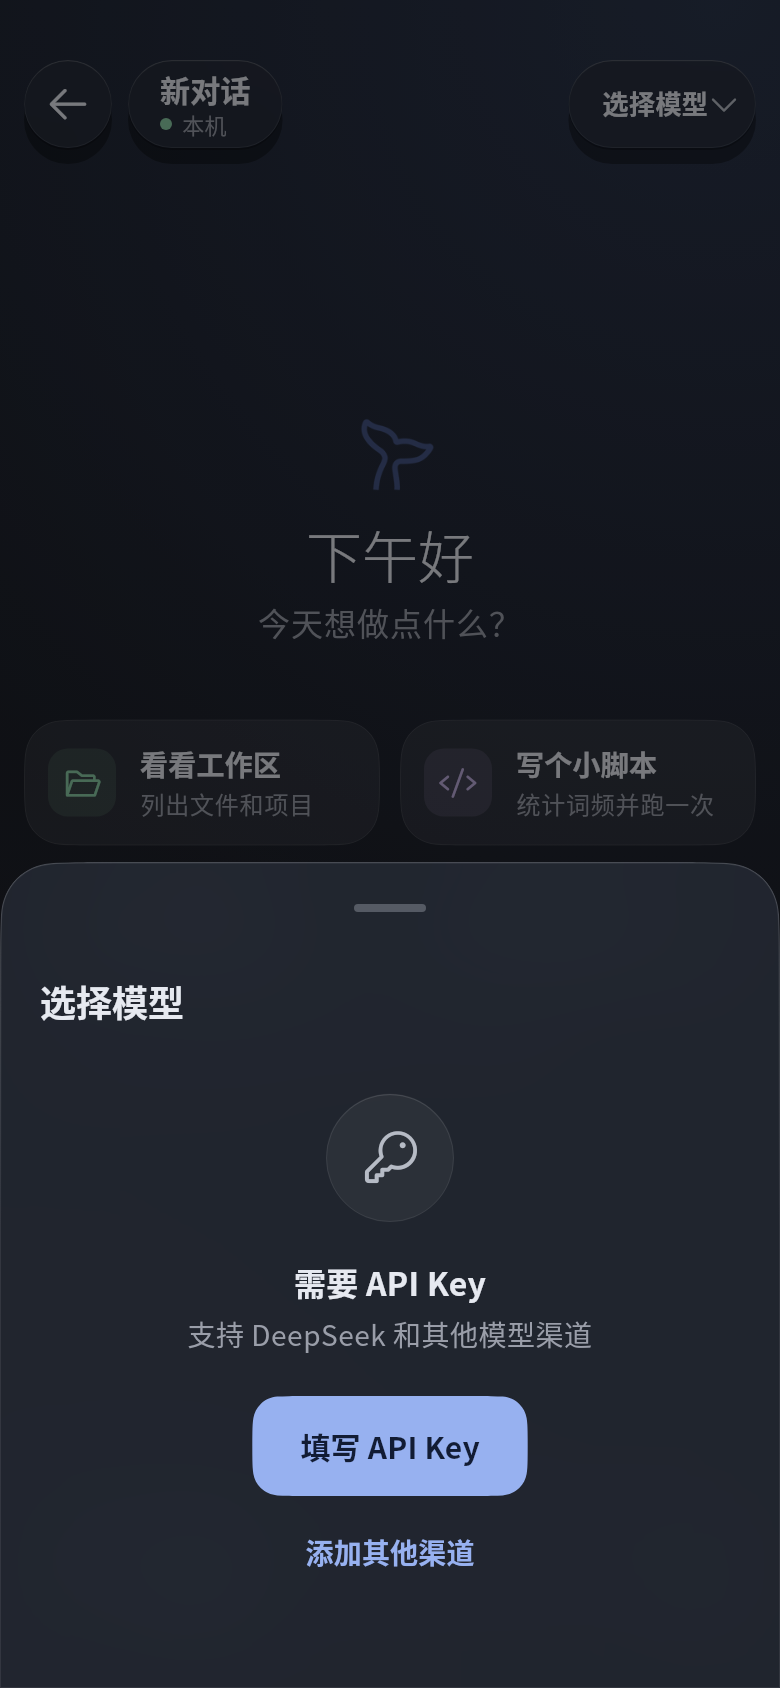 新对话
本机
选择模型
下午好
今天想做点什么？
看看工作区
列出文件和项目
写个小脚本
统计词频并跑一次
选择模型
需要 API Key
支持 DeepSeek 和其他模型渠道
填写 API Key
添加其他渠道